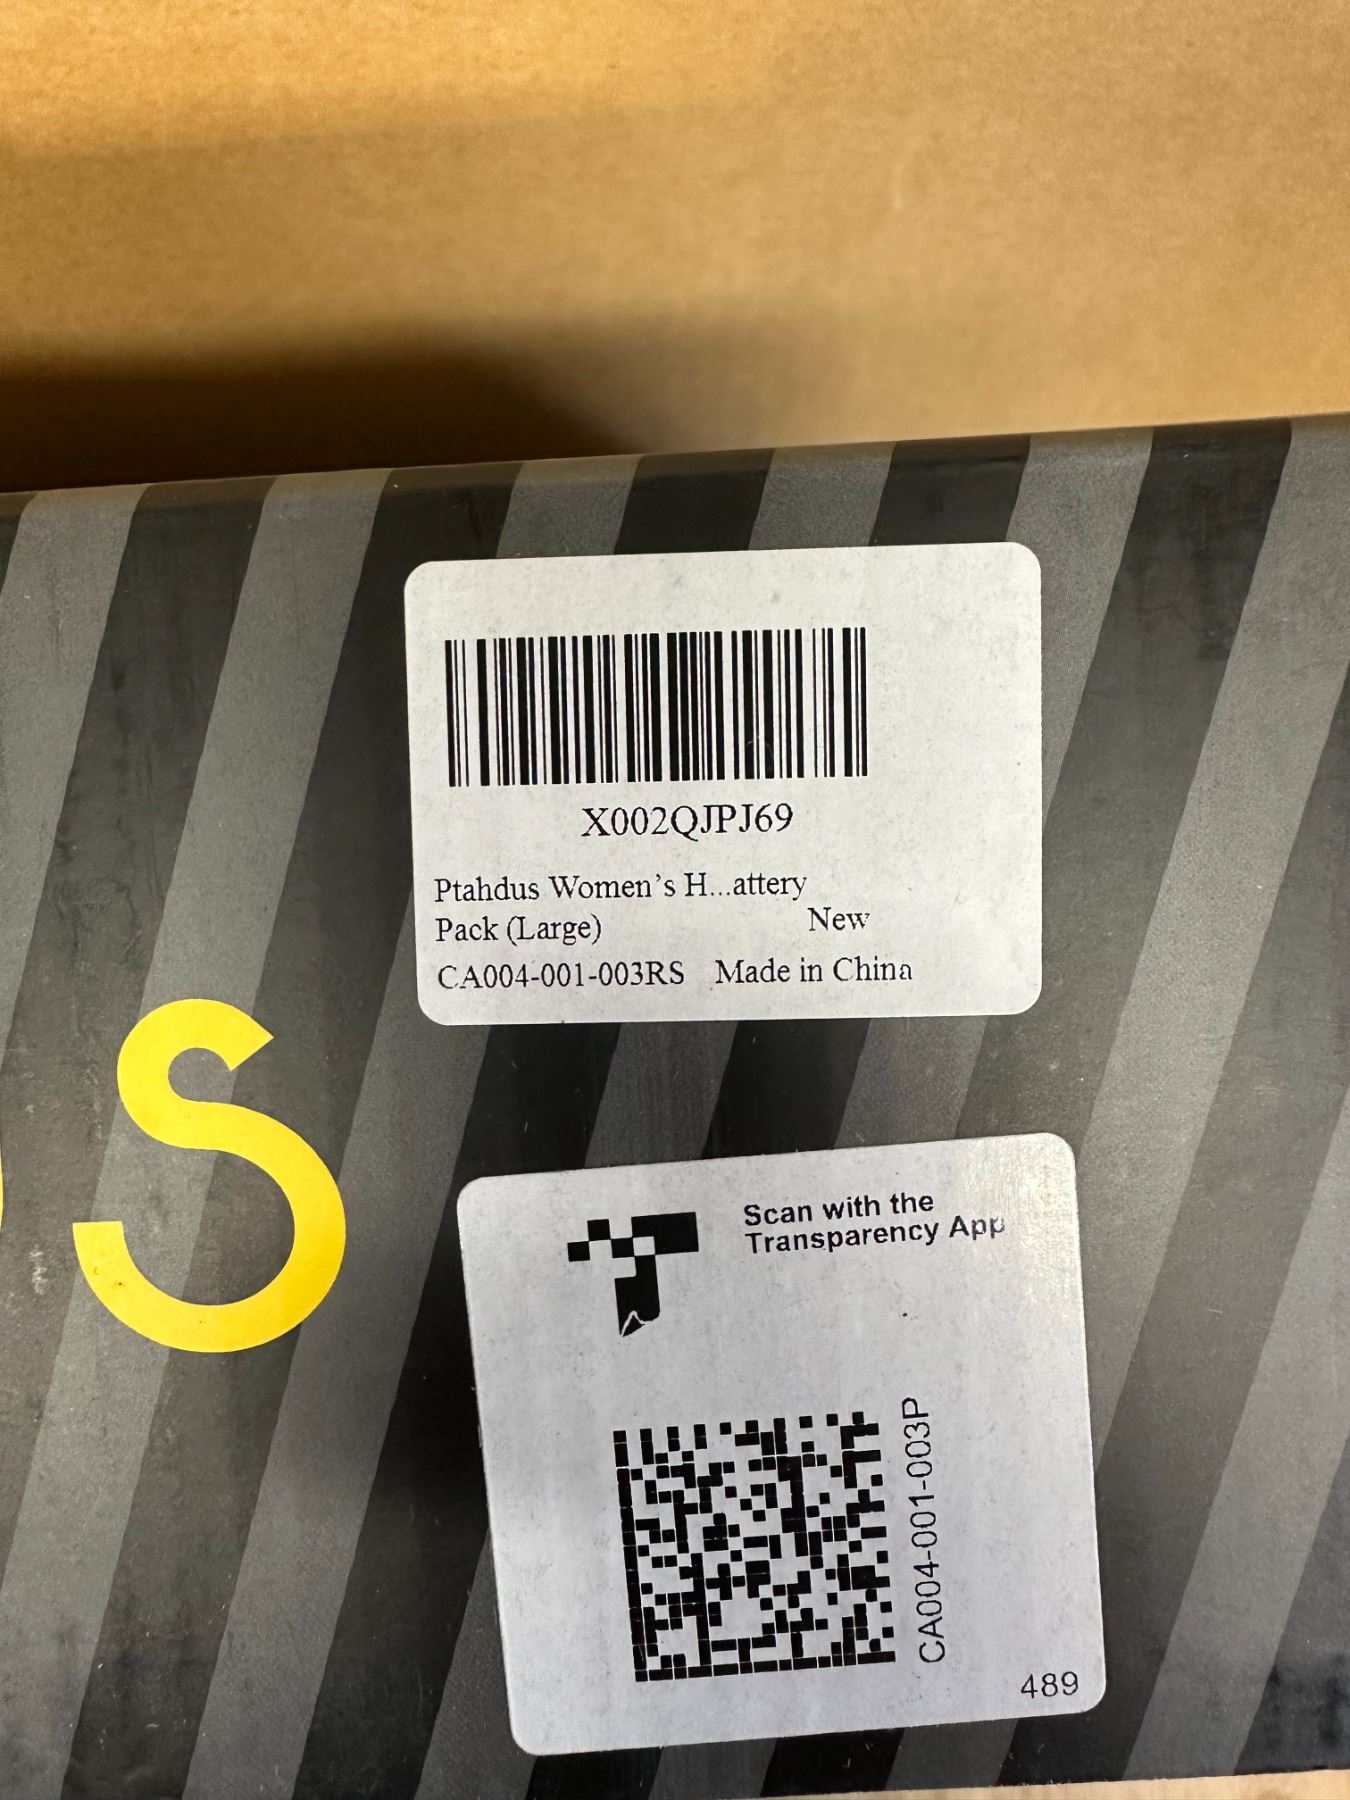 X002QJPJ69
Ptahdus Women's H...attery
Pack (Large) New
CA004-001-003RS Made in China
S
Scan with the
Transparency App
CA004-001-003P
489